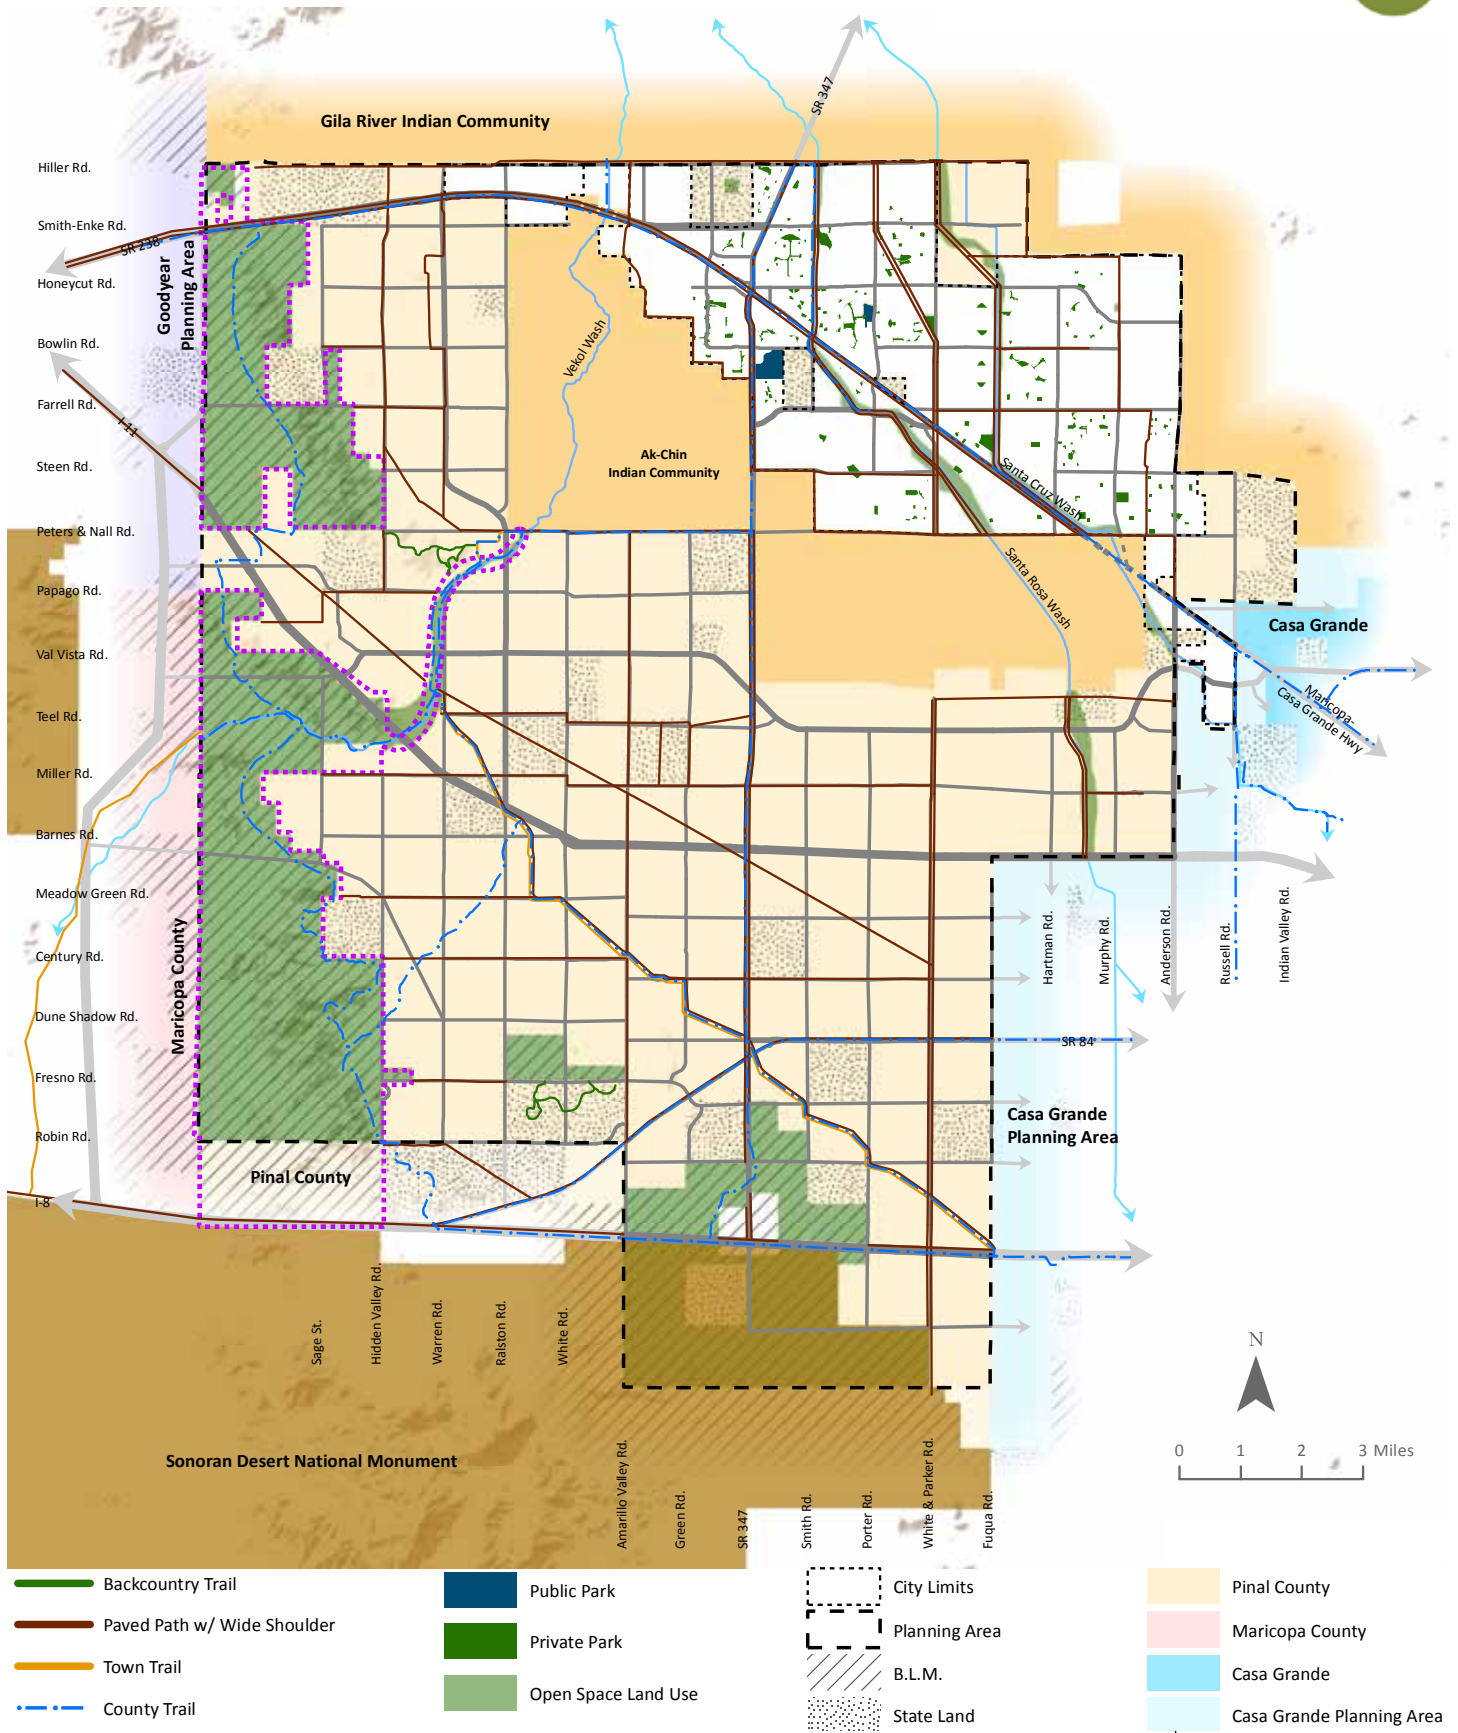 Gila River Indian Community
SR 347
Hiller Rd.
Smith-Enke Rd.
SR 238
Honeycut Rd.
Goodyear
Planning Area
Bowlin Rd.
Vekol Wash
Farrell Rd.
I 11
Steen Rd.
Ak-Chin
Indian Community
Santa Cruz Wash
Peters & Nall Rd.
Santa Rosa Wash
Papago Rd.
Casa Grande
Val Vista Rd.
Maricopa-
Casa Grande Hwy
Teel Rd.
Miller Rd.
Barnes Rd.
Meadow Green Rd.
Maricopa County
Century Rd.
Hartman Rd.
Murphy Rd.
Anderson Rd.
Russell Rd.
Indian Valley Rd.
Dune Shadow Rd.
SR 84
Fresno Rd.
Casa Grande
Planning Area
Robin Rd.
Pinal County
I-8
Sage St.
Hidden Valley Rd.
Warren Rd.
Ralston Rd.
White Rd.
N
0 1 2 3 Miles
Sonoran Desert National Monument
Amarillo Valley Rd.
Green Rd.
SR 347
Smith Rd.
Porter Rd.
White & Parker Rd.
Fuqua Rd.
Backcountry Trail
Paved Path w/ Wide Shoulder
Town Trail
County Trail
Public Park
Private Park
Open Space Land Use
City Limits
Planning Area
B.L.M.
State Land
Pinal County
Maricopa County
Casa Grande
Casa Grande Planning Area